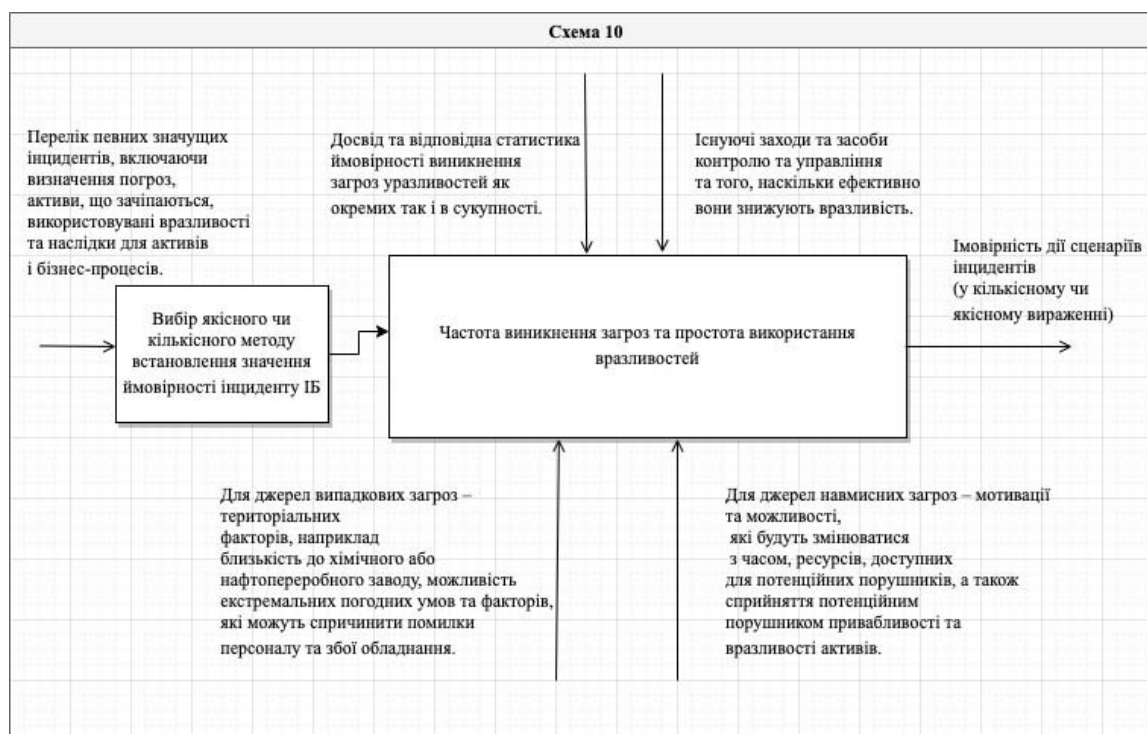 Схема 10
Перелік певних значущих
інцидентів, включаючи
визначення погроз,
активи, що зачіпаються,
використовувані вразливості
та наслідки для активів
і бізнес-процесів.
Досвід та відповідна статистика
ймовірності виникнення
загроз уразливостей як
окремих так і в сукупності.
Існуючі заходи та засоби
контролю та управління
та того, наскільки ефективно
вони знижують вразливість.
Імовірність дії сценаріїв
інцидентів
(у кількісному чи
якісному вираженні)
Вибір якісного чи
кількісного методу
встановлення значення
ймовірності інциденту ІБ
Частота виникнення загроз та простота використання
вразливостей
Для джерел випадкових загроз –
територіальних
факторів, наприклад
близькість до хімічного або
нафтопереробного заводу, можливість
екстремальних погодних умов та факторів,
які можуть спричинити помилки
персоналу та збої обладнання.
Для джерел навмисних загроз – мотивації
та можливості,
які будуть змінюватися
з часом, ресурсів, доступних
для потенційних порушників, а також
сприйняття потенційним
порушником привабливості та
вразливості активів.